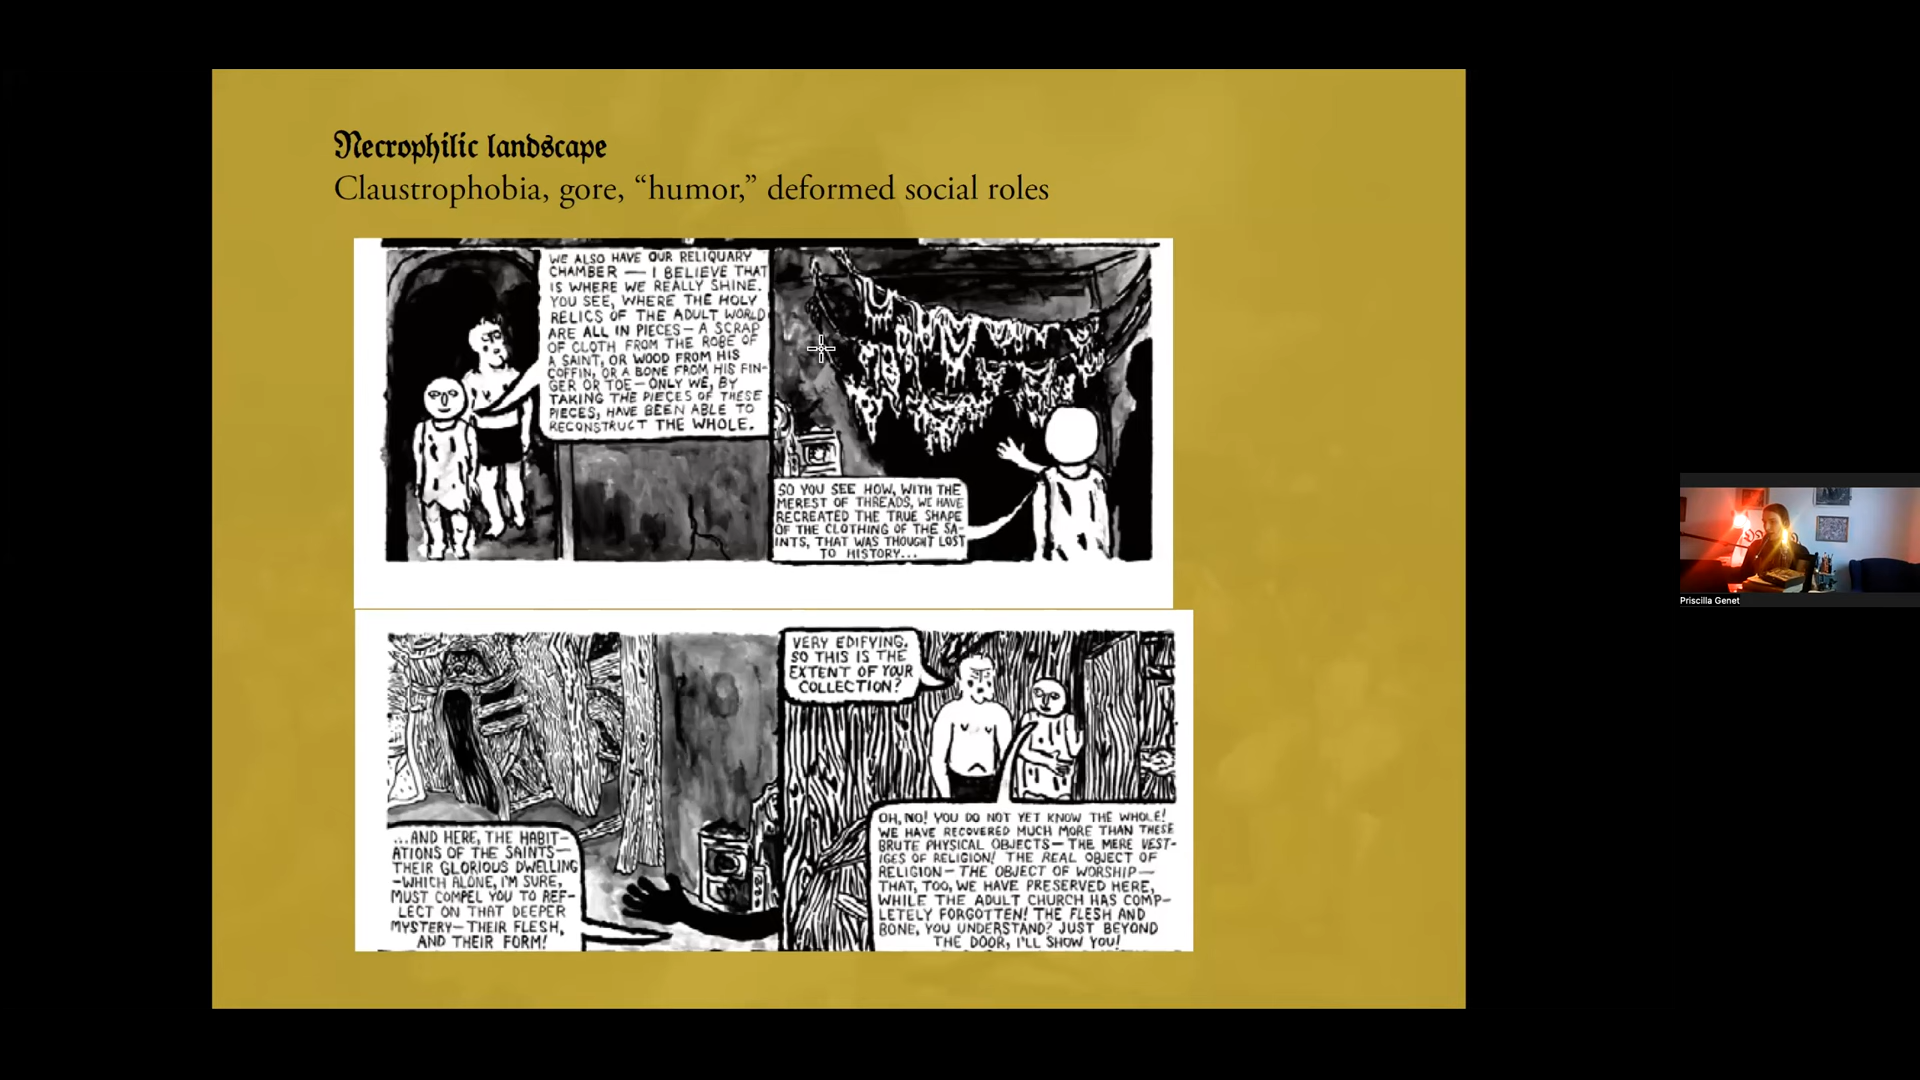 Necrophilic landscape
Claustrophobia, gore, “humor,” deformed social roles
WE ALSO HAVE OUR RELIQUARY
CHAMBER — I BELIEVE THAT
IS WHERE WE REALLY SHINE.
YOU SEE, WHERE THE HOLY
RELICS OF THE ADULT WORLD
ARE ALL IN PIECES — A SCRAP
OF CLOTH FROM THE ROBE OF
A SAINT, OR WOOD FROM HIS
COFFIN, OR A BONE FROM HIS FIN-
GER OR TOE — ONLY WE, BY
TAKING THE PIECES OF THESE
PIECES, HAVE BEEN ABLE TO
RECONSTRUCT THE WHOLE.
SO YOU SEE HOW, WITH THE
MEREST OF THREADS, WE HAVE
RECREATED THE TRUE SHAPE
OF THE CLOTHING OF THE SA-
INTS, THAT WAS THOUGHT LOST
TO HISTORY...
...AND HERE, THE HABIT-
ATIONS OF THE SAINTS —
THEIR GLORIOUS DWELLING
— WHICH ALONE, I'M SURE,
MUST COMPEL YOU TO REF-
LECT ON THAT DEEPER
MYSTERY — THEIR FLESH,
AND THEIR FORM!
VERY EDIFYING.
SO THIS IS THE
EXTENT OF YOUR
COLLECTION?
OH, NO! YOU DO NOT YET KNOW THE WHOLE!
WE HAVE RECOVERED MUCH MORE THAN THESE
BRUTE PHYSICAL OBJECTS — THE MERE VEST-
IGES OF RELIGION! THE REAL OBJECT OF
RELIGION — THE OBJECT OF WORSHIP —
THAT, TOO, WE HAVE PRESERVED HERE,
WHILE THE ADULT CHURCH HAS COMP-
LETELY FORGOTTEN! THE FLESH AND
BONE, YOU UNDERSTAND? JUST BEYOND
THE DOOR, I'LL SHOW YOU!
Priscilla Genet